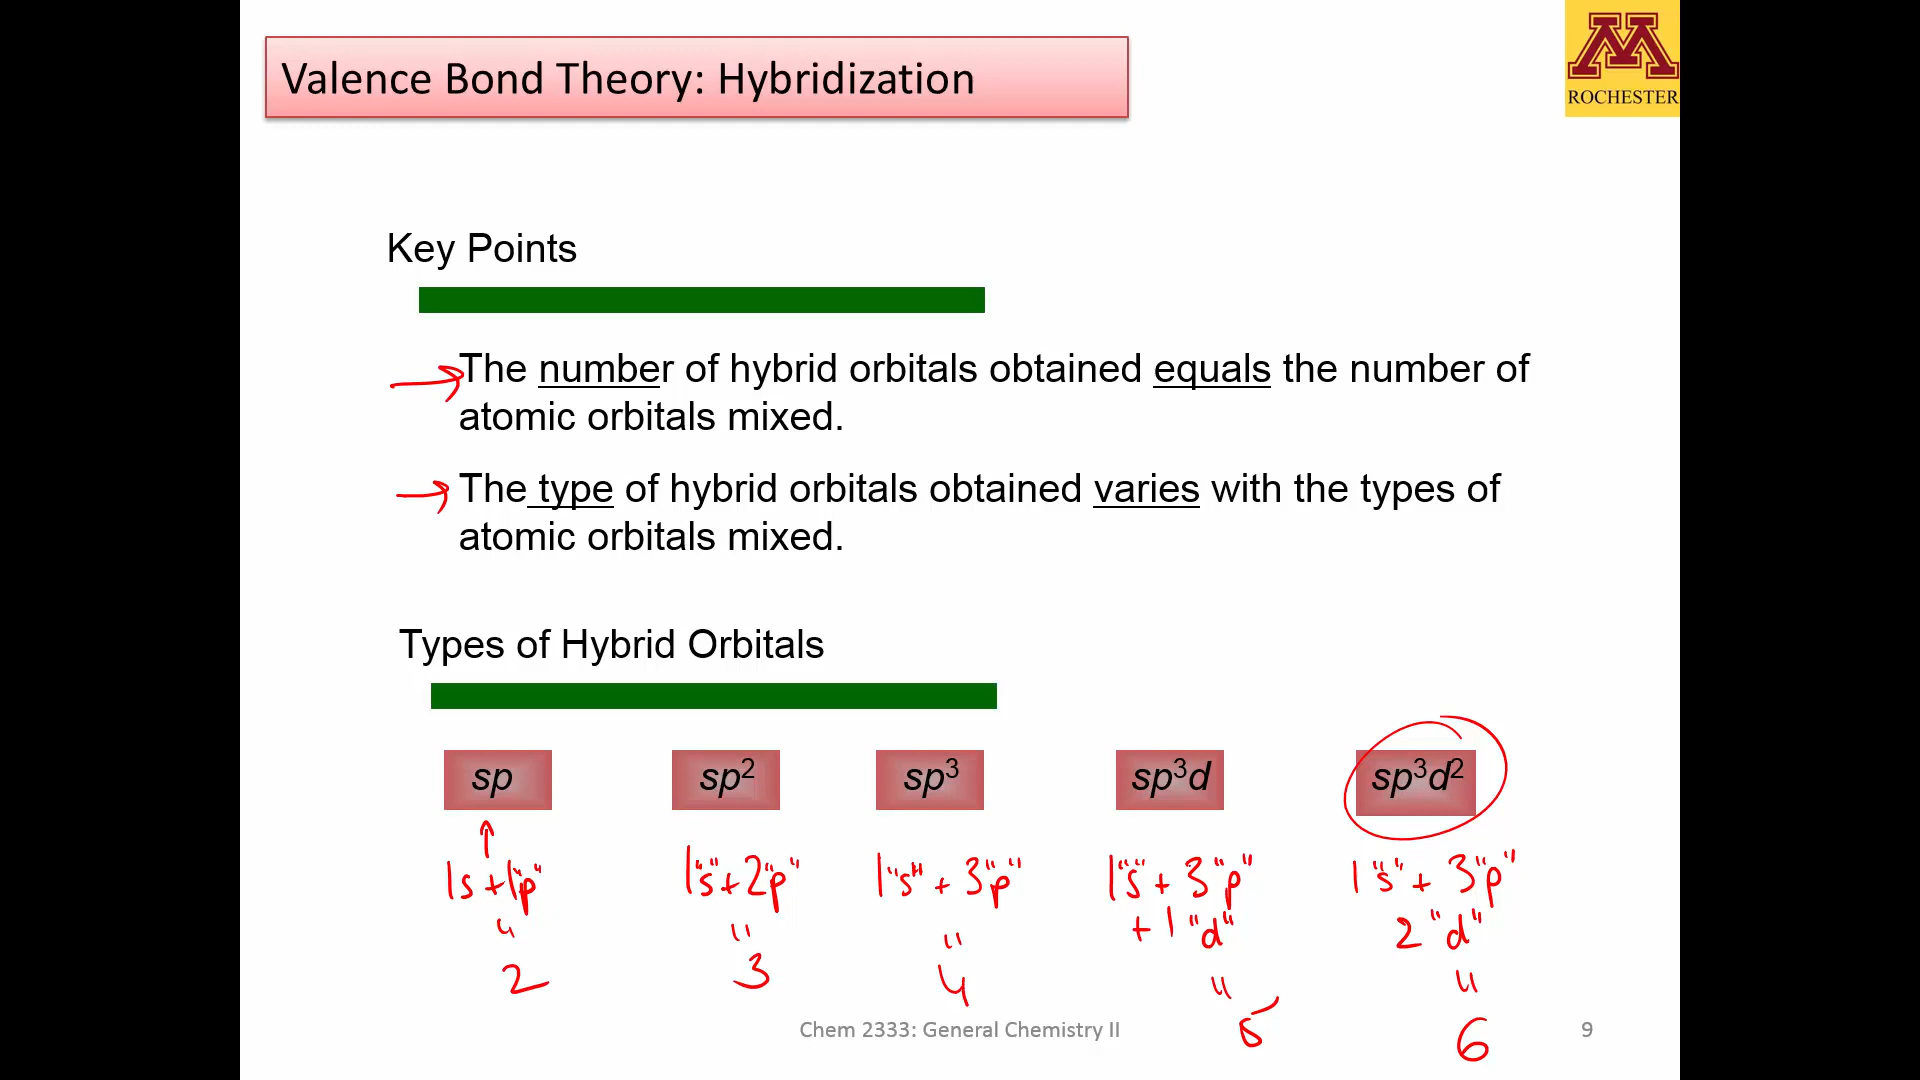 Valence Bond Theory: Hybridization
M
ROCHESTER
Key Points
The number of hybrid orbitals obtained equals the number of
atomic orbitals mixed.
The type of hybrid orbitals obtained varies with the types of
atomic orbitals mixed.
Types of Hybrid Orbitals
sp sp² sp³ sp³d sp³d²
1s + 1"p" 1"s" + 2"p" 1"s" + 3"p" 1"s" + 3"p" 1"s" + 3"p"
+ 1 "d" 2 "d"
" " " " "
2 3 4 5 6
Chem 2333: General Chemistry II 9